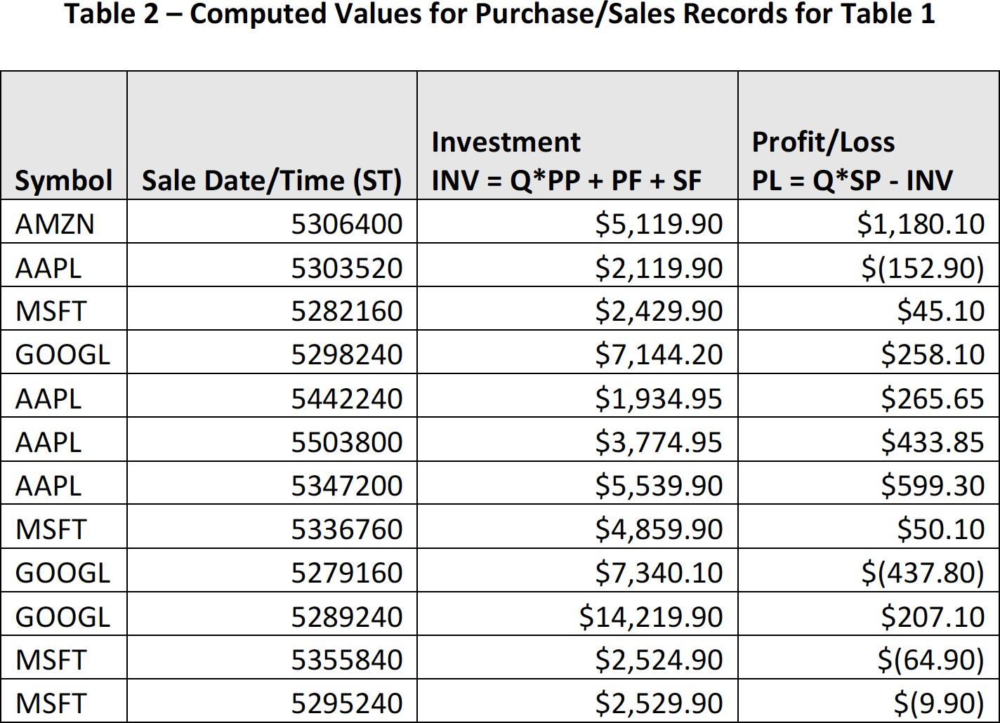 Table 2 – Computed Values for Purchase/Sales Records for Table 1
Symbol Sale Date/Time (ST) Investment INV = Q*PP + PF + SF Profit/Loss PL = Q*SP - INV
AMZN 5306400 $5,119.90 $1,180.10
AAPL 5303520 $2,119.90 $(152.90)
MSFT 5282160 $2,429.90 $45.10
GOOGL 5298240 $7,144.20 $258.10
AAPL 5442240 $1,934.95 $265.65
AAPL 5503800 $3,774.95 $433.85
AAPL 5347200 $5,539.90 $599.30
MSFT 5336760 $4,859.90 $50.10
GOOGL 5279160 $7,340.10 $(437.80)
GOOGL 5289240 $14,219.90 $207.10
MSFT 5355840 $2,524.90 $(64.90)
MSFT 5295240 $2,529.90 $(9.90)